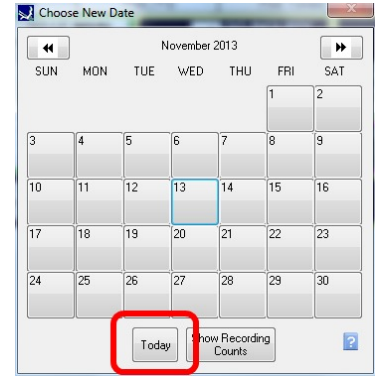 Choose New Date
November 2013
SUN MON TUE WED THU FRI SAT
1 2
3 4 5 6 7 8 9
10 11 12 13 14 15 16
17 18 19 20 21 22 23
24 25 26 27 28 29 30
Today Show Recording
Counts
?